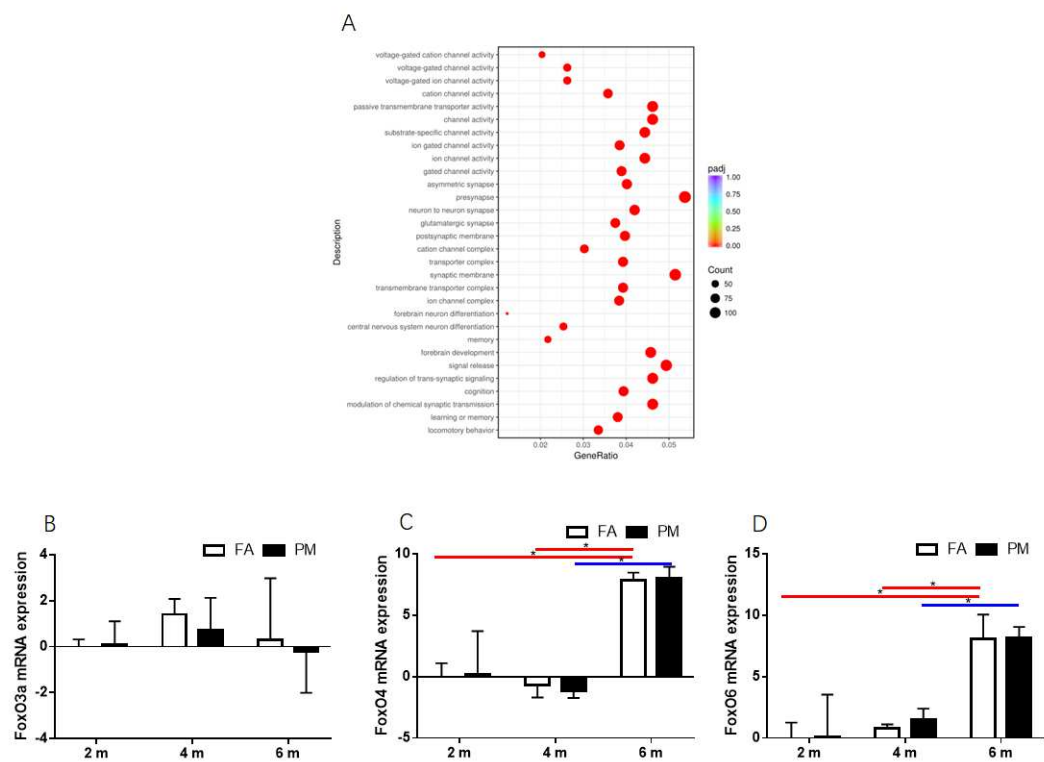 A
voltage-gated cation channel activity
voltage-gated channel activity
voltage-gated ion channel activity
cation channel activity
passive transmembrane transporter activity
channel activity
substrate-specific channel activity
ion gated channel activity
ion channel activity
gated channel activity
asymmetric synapse
presynapse
neuron to neuron synapse
glutamatergic synapse
postsynaptic membrane
cation channel complex
transporter complex
synaptic membrane
transmembrane transporter complex
ion channel complex
forebrain neuron differentiation
central nervous system neuron differentiation
memory
forebrain development
signal release
regulation of trans-synaptic signaling
cognition
modulation of chemical synaptic transmission
learning or memory
locomotory behavior
Description
0.02 0.03 0.04 0.05
GeneRatio
padj
1.00
0.75
0.50
0.25
0.00
Count
50
75
100
B
FA PM
FoxO3a mRNA expression
4
2
0
-2
-4
2 m 4 m 6 m
C
FA PM
FoxO4 mRNA expression
10
5
0
-5
* * *
2 m 4 m 6 m
D
FA PM
FoxO6 mRNA expression
15
10
5
0
* * *
2 m 4 m 6 m